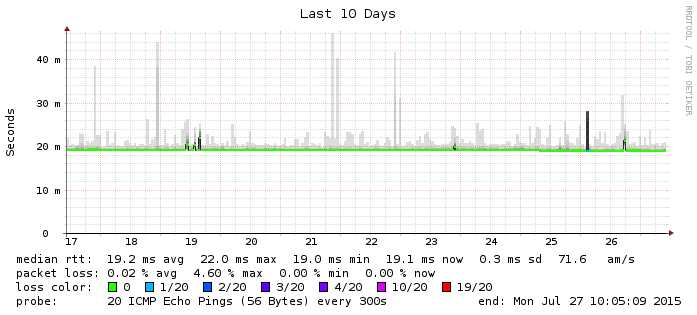 Last 10 Days
RRDTOOL / TOBI OETIKER
Seconds
40 m
30 m
20 m
10 m
0
17 18 19 20 21 22 23 24 25 26
median rtt: 19.2 ms avg 22.0 ms max 19.0 ms min 19.1 ms now 0.3 ms sd 71.6 am/s
packet loss: 0.02 % avg 4.60 % max 0.00 % min 0.00 % now
loss color: 0 1/20 2/20 3/20 4/20 10/20 19/20
probe: 20 ICMP Echo Pings (56 Bytes) every 300s end: Mon Jul 27 10:05:09 2015